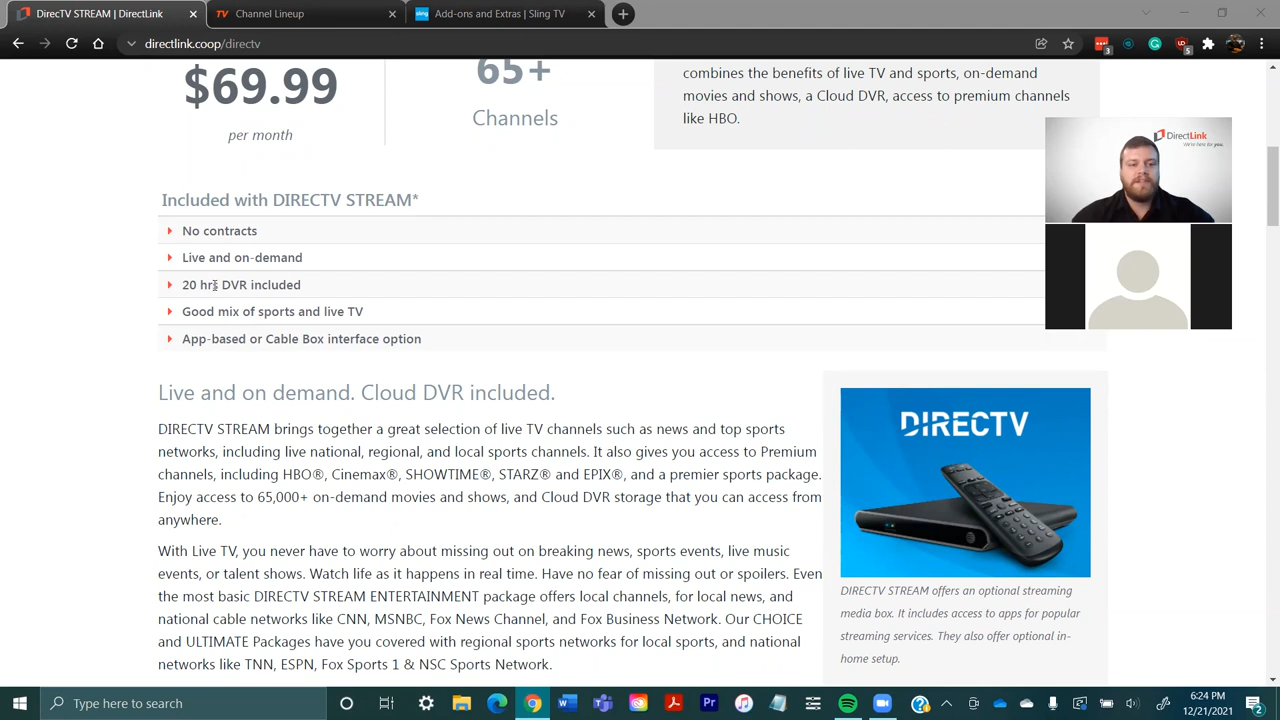 DirecTV STREAM | DirectLink
Channel Lineup
Add-ons and Extras | Sling TV
directlink.coop/directv
3
5
$69.99
per month
65+
Channels
combines the benefits of live TV and sports, on-demand
movies and shows, a Cloud DVR, access to premium channels
like HBO.
DirectLink
We're here for you.
Included with DIRECTV STREAM*
No contracts
Live and on-demand
20 hrs DVR included
Good mix of sports and live TV
App-based or Cable Box interface option
Live and on demand. Cloud DVR included.
DIRECTV STREAM brings together a great selection of live TV channels such as news and top sports
networks, including live national, regional, and local sports channels. It also gives you access to Premium
channels, including HBO®, Cinemax®, SHOWTIME®, STARZ® and EPIX®, and a premier sports package.
Enjoy access to 65,000+ on-demand movies and shows, and Cloud DVR storage that you can access from
anywhere.
With Live TV, you never have to worry about missing out on breaking news, sports events, live music
events, or talent shows. Watch life as it happens in real time. Have no fear of missing out or spoilers. Even
the most basic DIRECTV STREAM ENTERTAINMENT package offers local channels, for local news, and
national cable networks like CNN, MSNBC, Fox News Channel, and Fox Business Network. Our CHOICE
and ULTIMATE Packages have you covered with regional sports networks for local sports, and national
networks like TNN, ESPN, Fox Sports 1 & NSC Sports Network.
DIRECTV
DIRECTV STREAM offers an optional streaming
media box. It includes access to apps for popular
streaming services. They also offer optional in-
home setup.
Type here to search
6:24 PM
12/21/2021
2